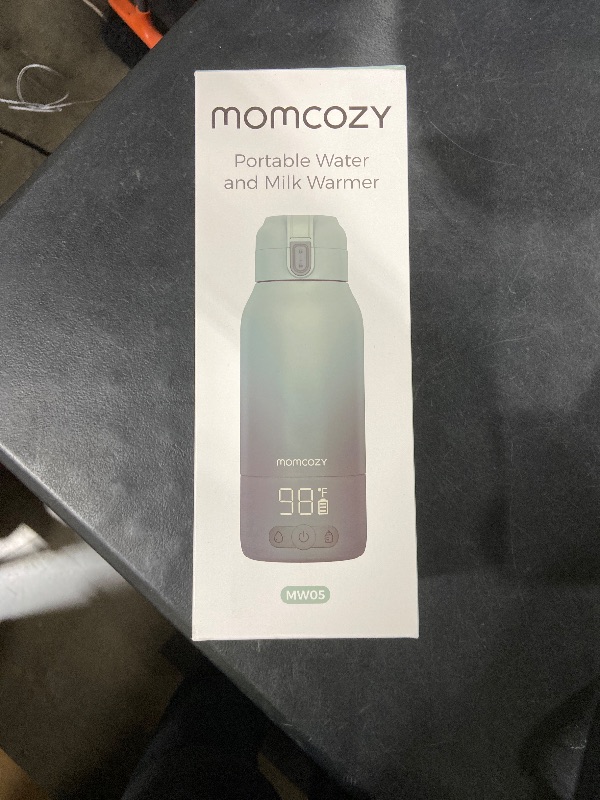 momcozy
Portable Water
and Milk Warmer
momcozy
98°F
MW05